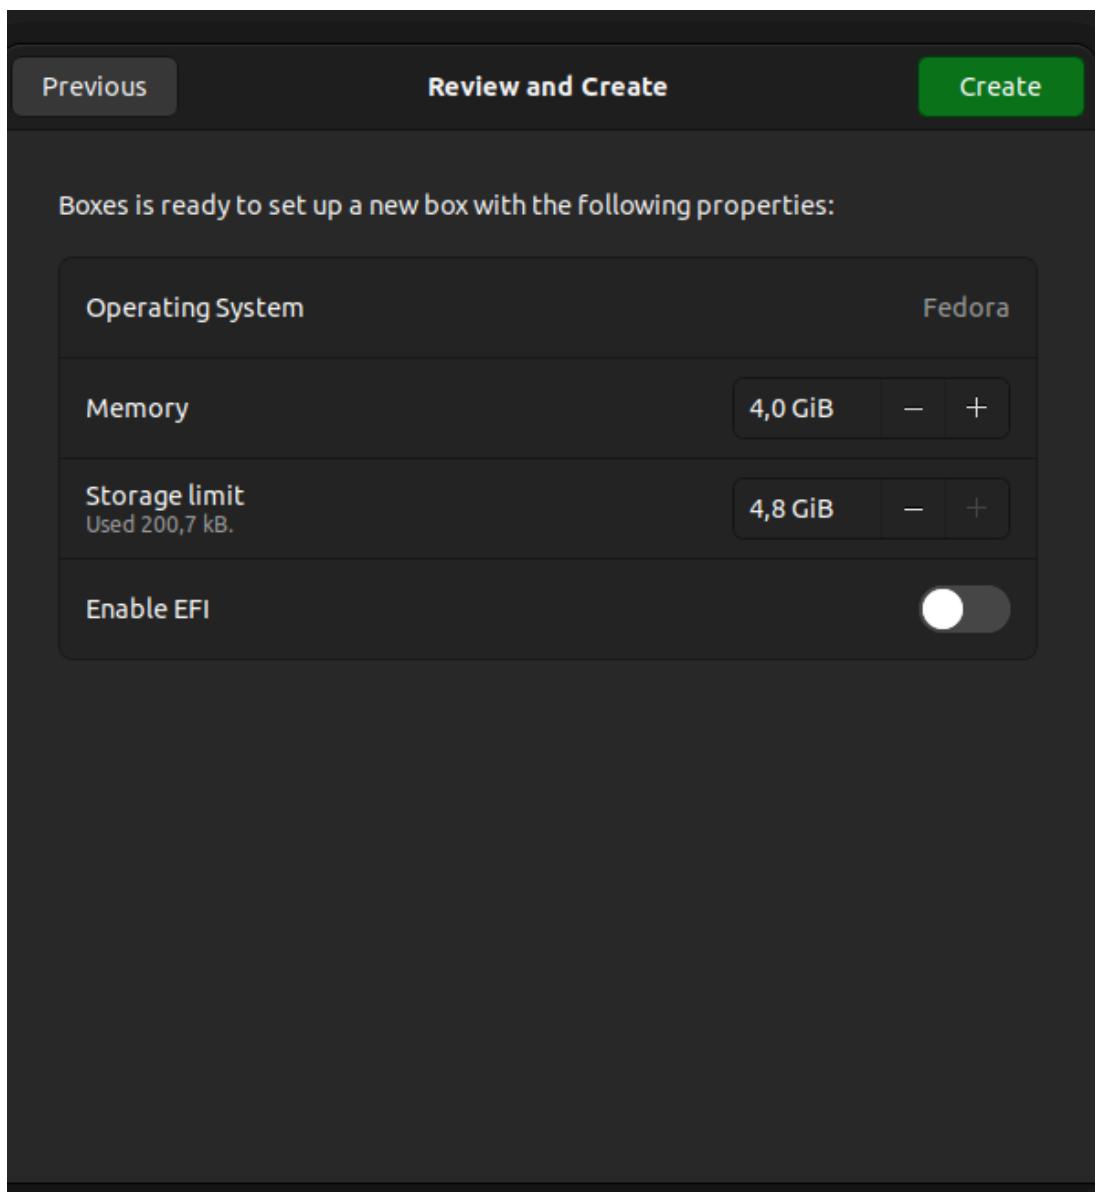 Previous
Review and Create
Create
Boxes is ready to set up a new box with the following properties:
Operating System
Fedora
Memory
4,0 GiB
Storage limit
Used 200,7 kB.
4,8 GiB
Enable EFI